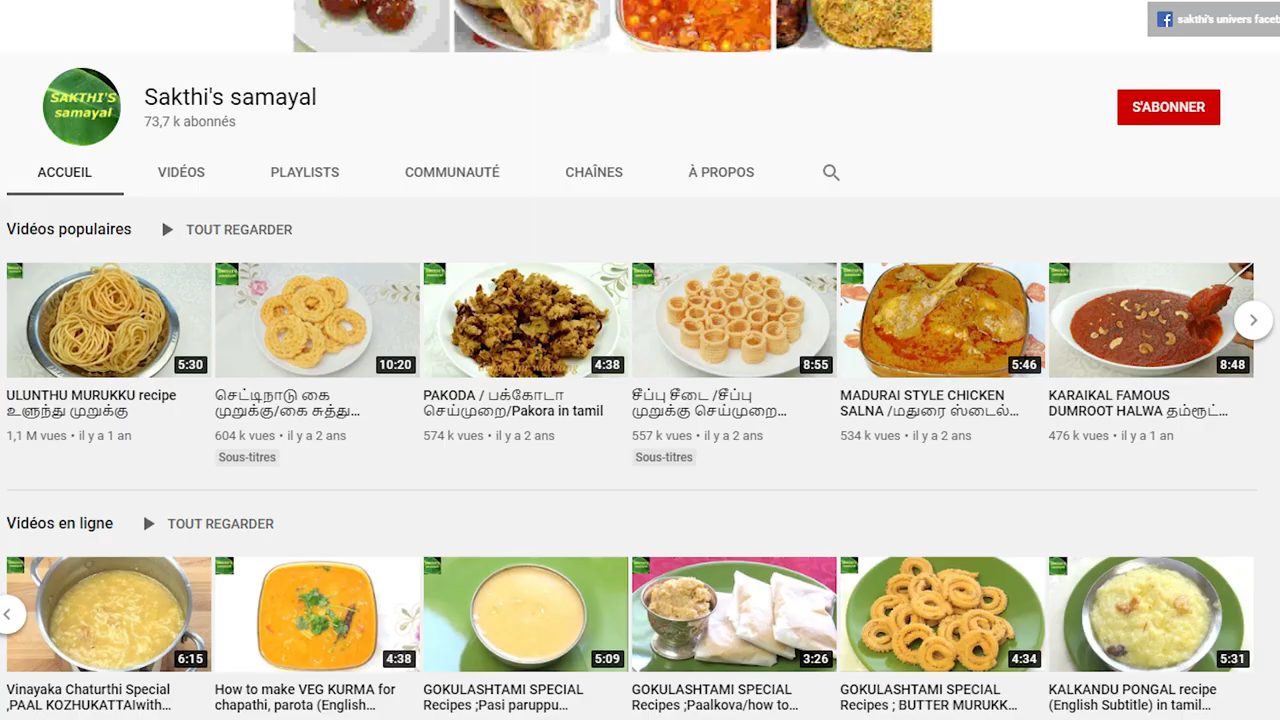 sakthi's univers faceb
SAKTHI'S
samayal
Sakthi's samayal
73,7 k abonnés
S'ABONNER
ACCUEIL
VIDÉOS
PLAYLISTS
COMMUNAUTÉ
CHAÎNES
À PROPOS
Vidéos populaires
TOUT REGARDER
5:30
10:20
4:38
8:55
5:46
8:48
ULUNTHU MURUKKU recipe
உளுந்து முறுக்கு
1,1 M vues • il y a 1 an
செட்டிநாடு கை
முறுக்கு/கை சுத்து...
604 k vues • il y a 2 ans
Sous-titres
PAKODA / பக்கோடா
செய்முறை/Pakora in tamil
574 k vues • il y a 2 ans
சீப்பு சீடை /சீப்பு
முறுக்கு செய்முறை...
557 k vues • il y a 2 ans
Sous-titres
MADURAI STYLE CHICKEN
SALNA /மதுரை ஸ்டைல்...
534 k vues • il y a 2 ans
KARAIKAL FAMOUS
DUMROOT HALWA தம்ரூட்...
476 k vues • il y a 1 an
Vidéos en ligne
TOUT REGARDER
6:15
4:38
5:09
3:26
4:34
5:31
Vinayaka Chaturthi Special
,PAAL KOZHUKATTAIwith...
How to make VEG KURMA for
chapathi, parota (English...
GOKULASHTAMI SPECIAL
Recipes ;Pasi paruppu...
GOKULASHTAMI SPECIAL
Recipes ;Paalkova/how to...
GOKULASHTAMI SPECIAL
Recipes ; BUTTER MURUKK...
KALKANDU PONGAL recipe
(English Subtitle) in tamil...